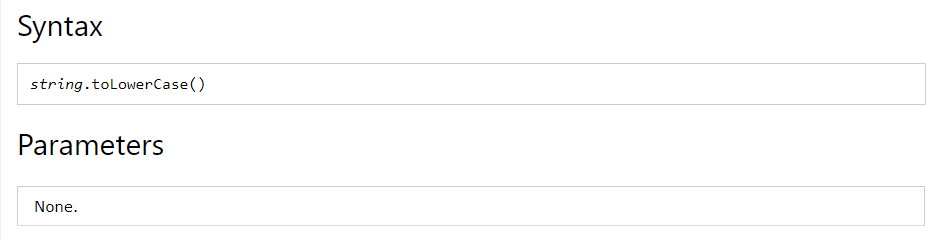 Syntax
string.toLowerCase()
Parameters
None.